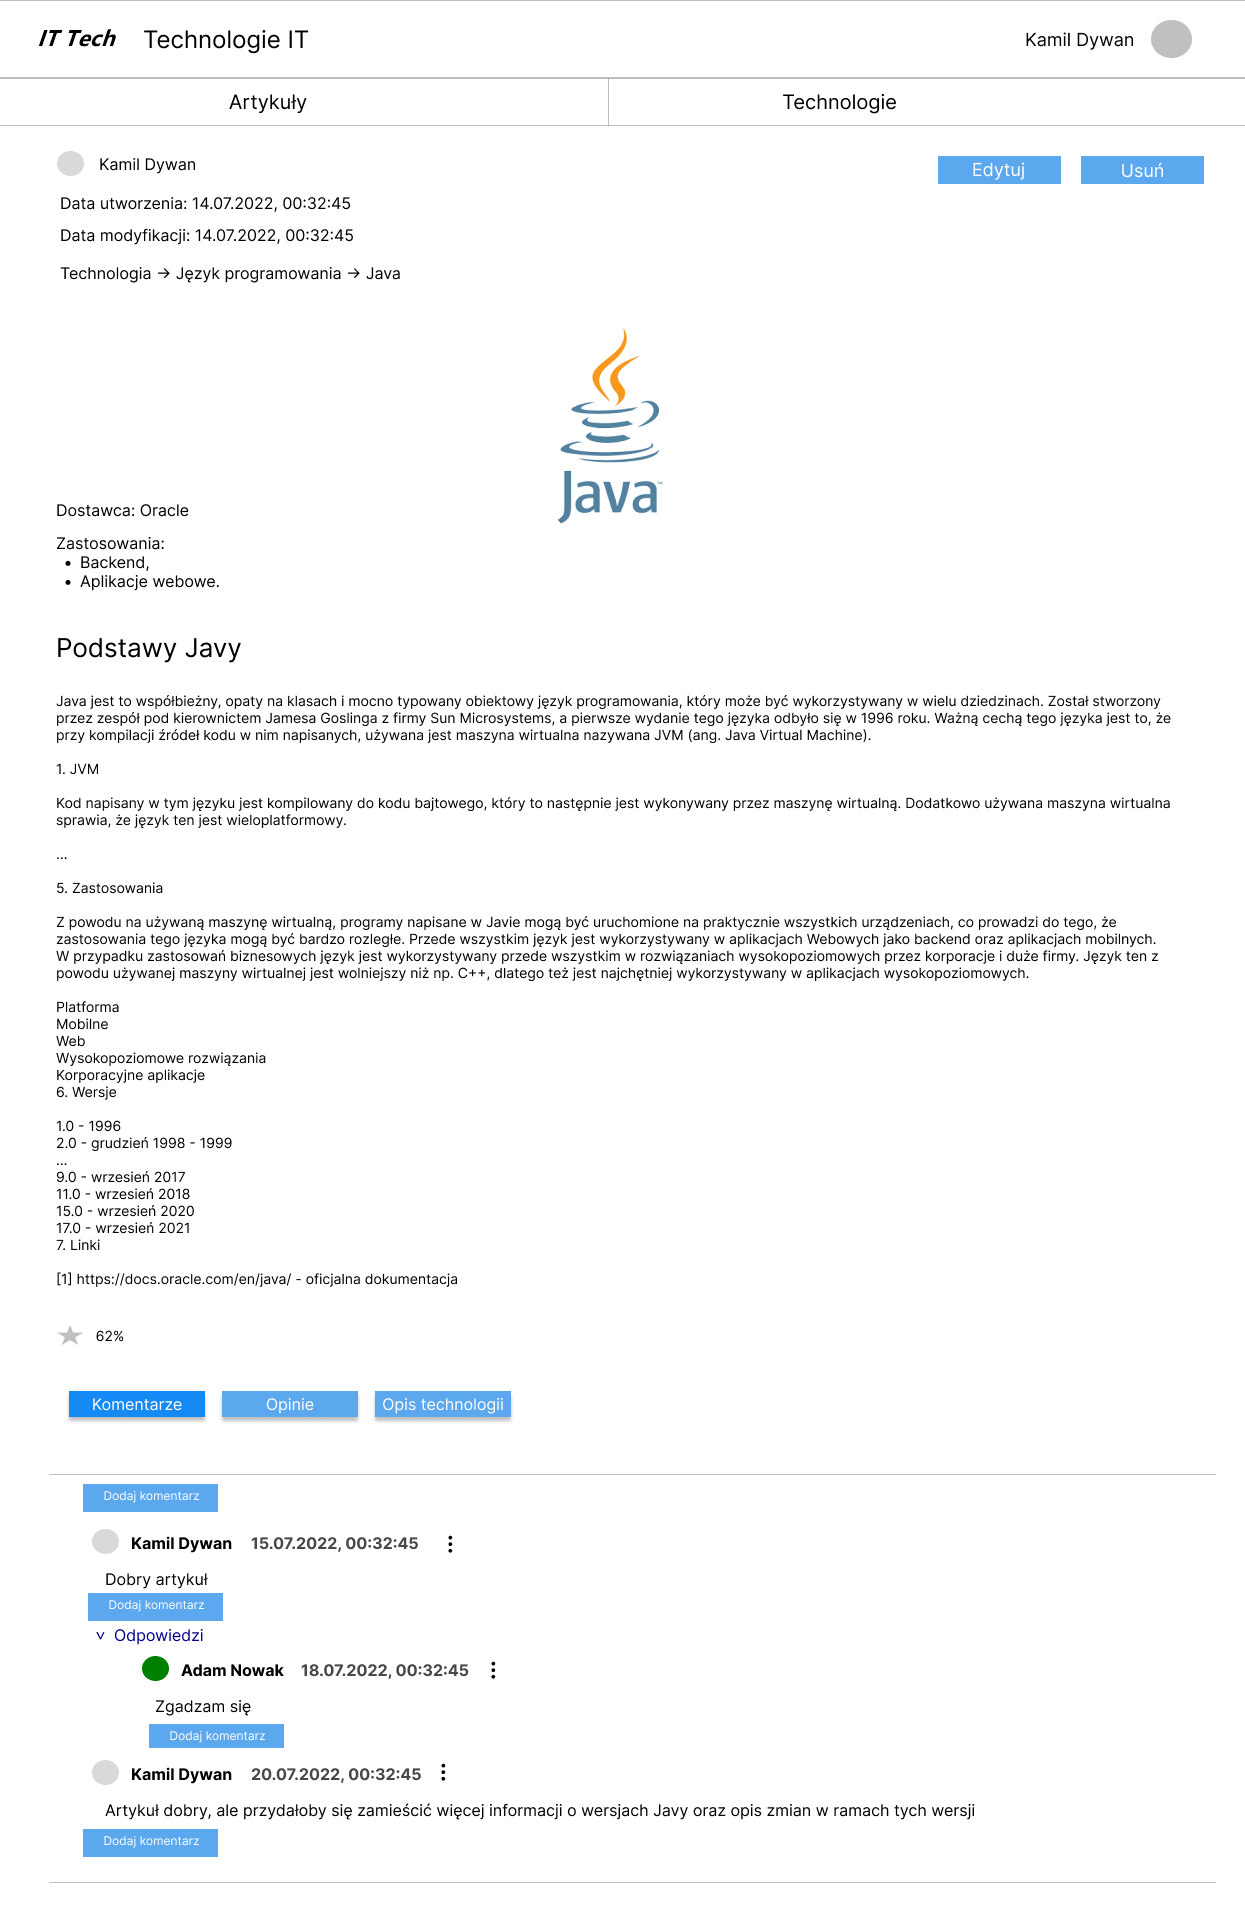 IT Tech
Technologie IT
Kamil Dywan
Artykuły
Technologie
Kamil Dywan
Edytuj
Usuń
Data utworzenia: 14.07.2022, 00:32:45
Data modyfikacji: 14.07.2022, 00:32:45
Technologia → Język programowania → Java
Java™
Dostawca: Oracle
Zastosowania:
• Backend,
• Aplikacje webowe.
Podstawy Javy
Java jest to współbieżny, opaty na klasach i mocno typowany obiektowy język programowania, który może być wykorzystywany w wielu dziedzinach. Został stworzony
przez zespół pod kierownictem Jamesa Goslinga z firmy Sun Microsystems, a pierwsze wydanie tego języka odbyło się w 1996 roku. Ważną cechą tego języka jest to, że
przy kompilacji źródeł kodu w nim napisanych, używana jest maszyna wirtualna nazywana JVM (ang. Java Virtual Machine).
1. JVM
Kod napisany w tym języku jest kompilowany do kodu bajtowego, który to następnie jest wykonywany przez maszynę wirtualną. Dodatkowo używana maszyna wirtualna
sprawia, że język ten jest wieloplatformowy.
...
5. Zastosowania
Z powodu na używaną maszynę wirtualną, programy napisane w Javie mogą być uruchomione na praktycznie wszystkich urządzeniach, co prowadzi do tego, że
zastosowania tego języka mogą być bardzo rozległe. Przede wszystkim język jest wykorzystywany w aplikacjach Webowych jako backend oraz aplikacjach mobilnych.
W przypadku zastosowań biznesowych język jest wykorzystywany przede wszystkim w rozwiązaniach wysokopoziomowych przez korporacje i duże firmy. Język ten z
powodu używanej maszyny wirtualnej jest wolniejszy niż np. C++, dlatego też jest najchętniej wykorzystywany w aplikacjach wysokopoziomowych.
Platforma
Mobilne
Web
Wysokopoziomowe rozwiązania
Korporacyjne aplikacje
6. Wersje
1.0 - 1996
2.0 - grudzień 1998 - 1999
...
9.0 - wrzesień 2017
11.0 - wrzesień 2018
15.0 - wrzesień 2020
17.0 - wrzesień 2021
7. Linki
[1] https://docs.oracle.com/en/java/ - oficjalna dokumentacja
62%
Komentarze
Opinie
Opis technologii
Dodaj komentarz
Kamil Dywan 15.07.2022, 00:32:45
Dobry artykuł
Dodaj komentarz
Odpowiedzi
Adam Nowak 18.07.2022, 00:32:45
Zgadzam się
Dodaj komentarz
Kamil Dywan 20.07.2022, 00:32:45
Artykuł dobry, ale przydałoby się zamieścić więcej informacji o wersjach Javy oraz opis zmian w ramach tych wersji
Dodaj komentarz